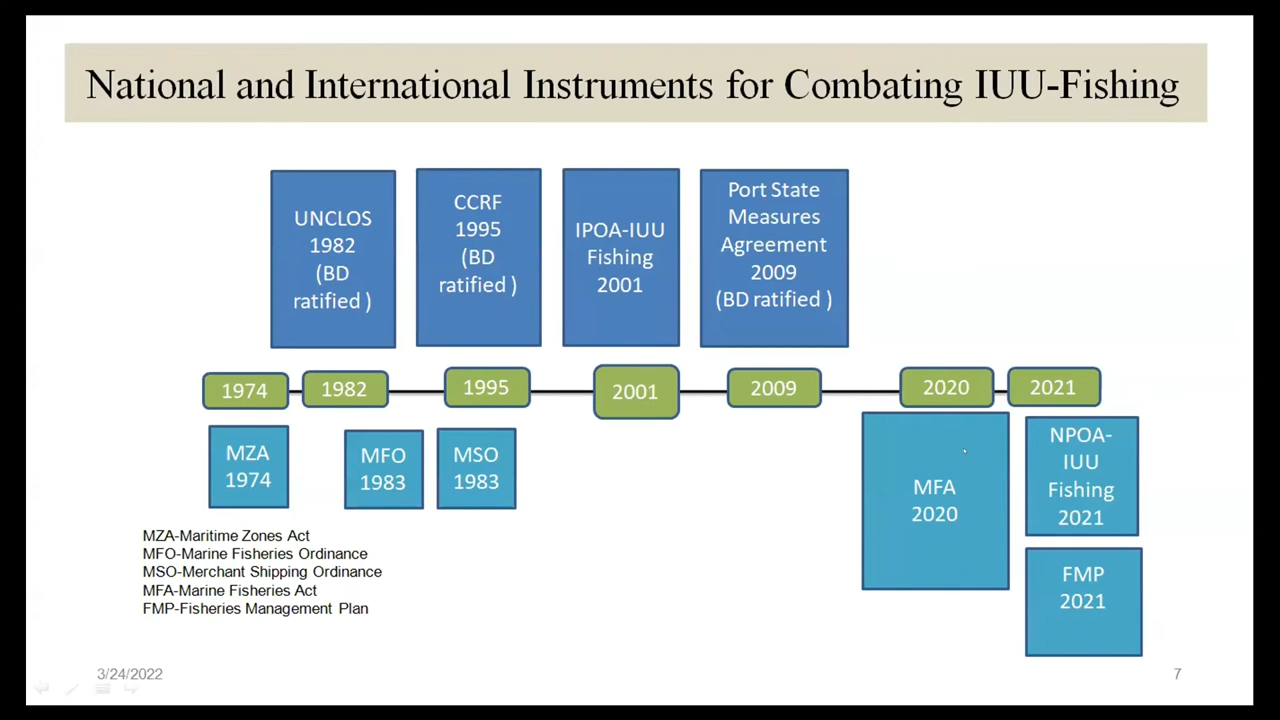 National and International Instruments for Combating IUU-Fishing
UNCLOS
1982
(BD
ratified )
CCRF
1995
(BD
ratified )
IPOA-IUU
Fishing
2001
Port State
Measures
Agreement
2009
(BD ratified )
1974
1982
1995
2001
2009
2020
2021
MZA
1974
MFO
1983
MSO
1983
MFA
2020
NPOA-
IUU
Fishing
2021
FMP
2021
MZA-Maritime Zones Act
MFO-Marine Fisheries Ordinance
MSO-Merchant Shipping Ordinance
MFA-Marine Fisheries Act
FMP-Fisheries Management Plan
3/24/2022
7